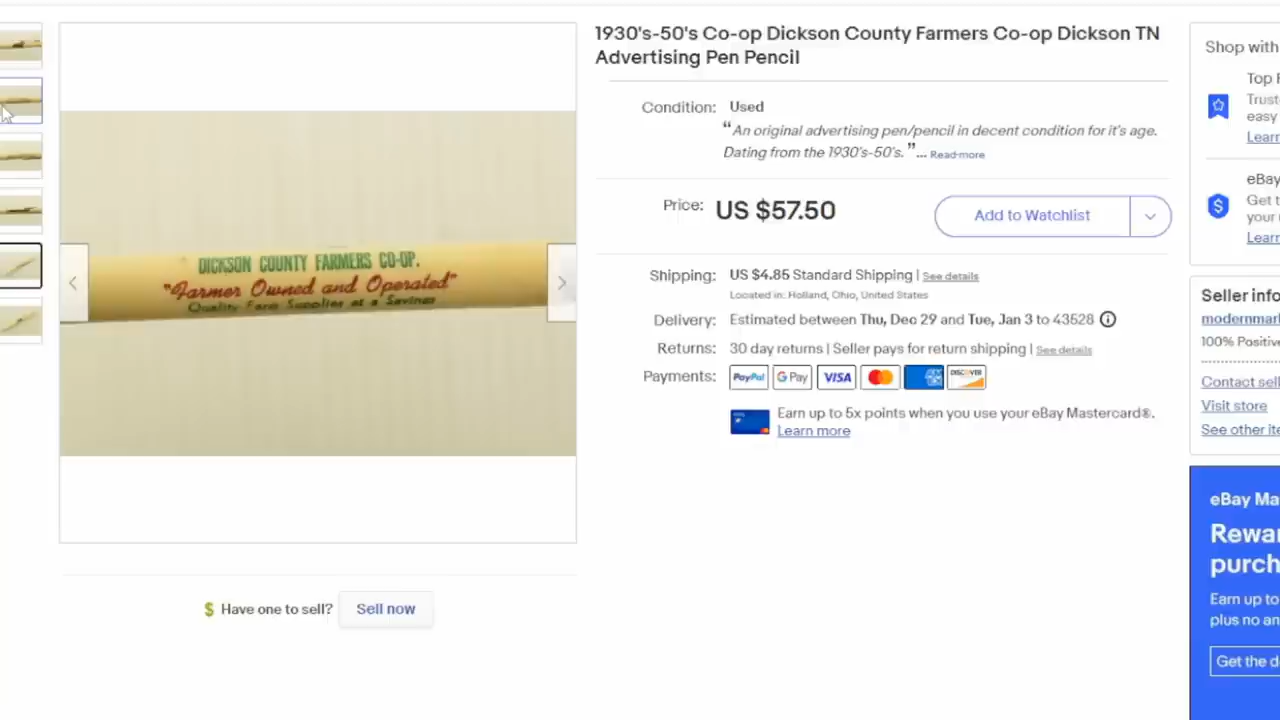 1930's-50's Co-op Dickson County Farmers Co-op Dickson TN
Advertising Pen Pencil
Condition: Used
“An original advertising pen/pencil in decent condition for it's age.
Dating from the 1930's-50's. ”... Read more
Price: US $57.50
Add to Watchlist
Shipping: US $4.85 Standard Shipping | See details
Located in: Holland, Ohio, United States
Delivery: Estimated between Thu, Dec 29 and Tue, Jan 3 to 43528
Returns: 30 day returns | Seller pays for return shipping | See details
Payments: PayPal G Pay VISA DISCOVER
Earn up to 5x points when you use your eBay Mastercard®.
Learn more
DICKSON COUNTY FARMERS CO-OP.
"Farmer Owned and Operated"
Quality Farm Supplies at a Savings
$ Have one to sell? Sell now
Shop with
Top
Trust
easy
Learn
eBay
Get t
your
Learn
Seller info
modernmar
100% Positive
Contact sell
Visit store
See other ite
eBay Ma
Rewar
purch
Earn up to
plus no an
Get the d